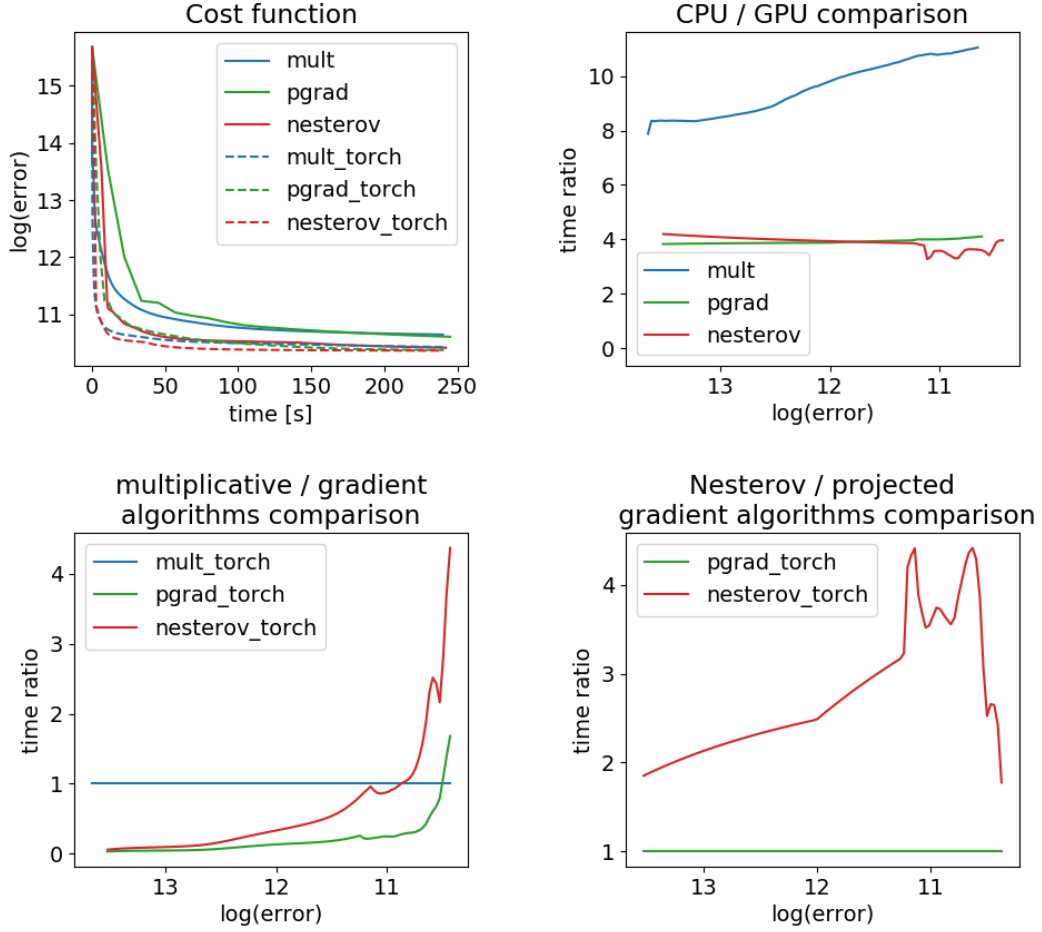 Cost function
log(error)
15
14
13
12
11
mult
pgrad
nesterov
mult_torch
pgrad_torch
nesterov_torch
0 50 100 150 200 250
time [s]
CPU / GPU comparison
time ratio
10
8
6
4
2
0
mult
pgrad
nesterov
13 12 11
log(error)
multiplicative / gradient
algorithms comparison
time ratio
4
3
2
1
0
mult_torch
pgrad_torch
nesterov_torch
13 12 11
log(error)
Nesterov / projected
gradient algorithms comparison
time ratio
4
3
2
1
pgrad_torch
nesterov_torch
13 12 11
log(error)